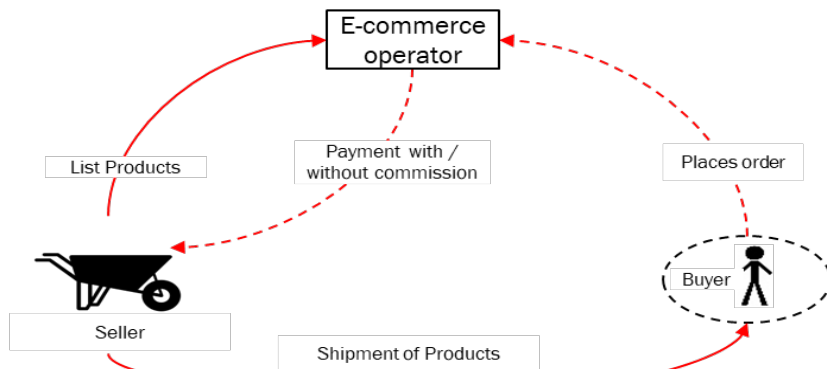 E-commerce
operator
List Products
Payment with /
without commission
Places order
Buyer
Seller
Shipment of Products